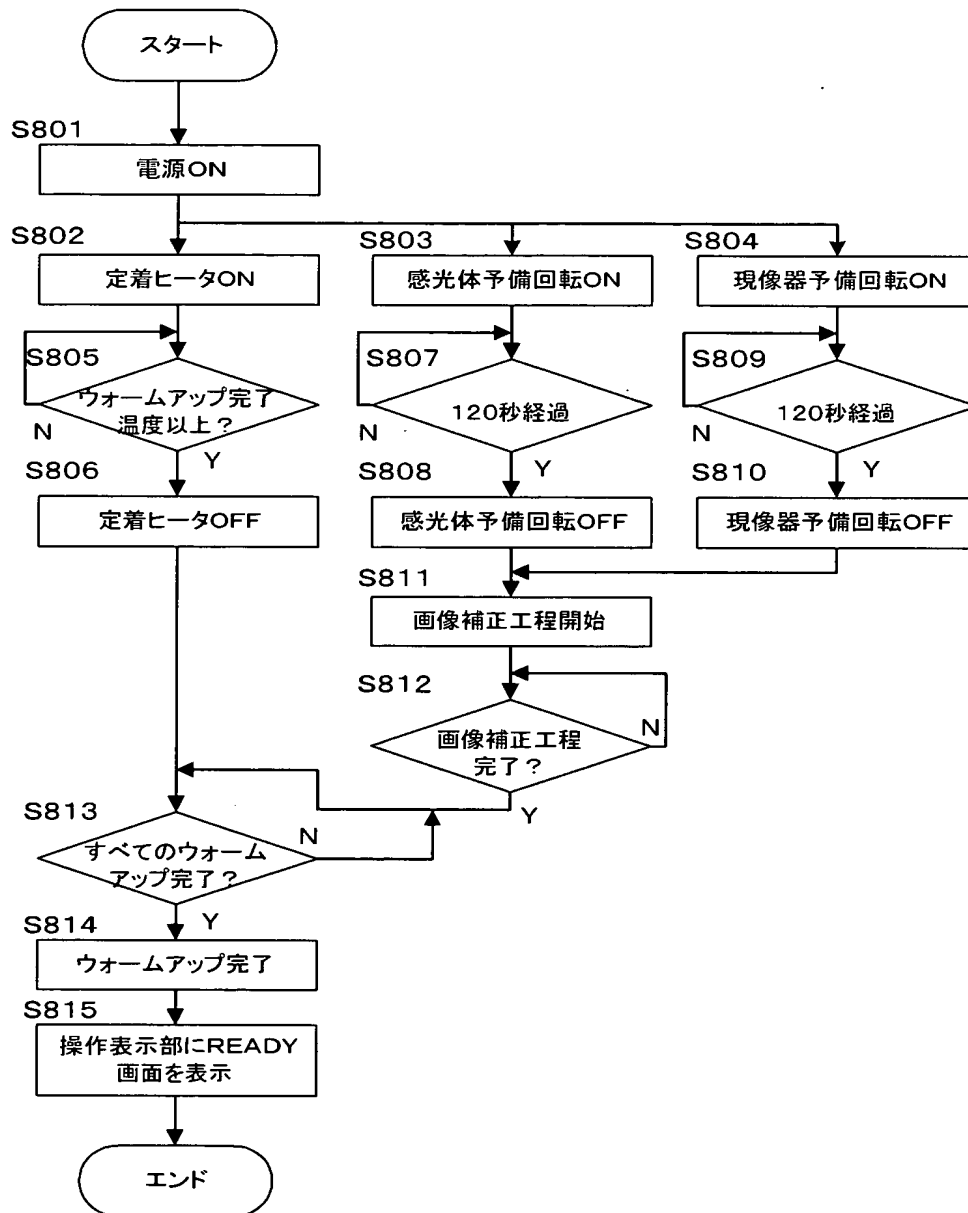 スタート
S801
電源ON
S802
定着ヒータON
S803
感光体予備回転ON
S804
現像器予備回転ON
S805
ウォームアップ完了
温度以上？
N
Y
S807
120秒経過
N
Y
S809
120秒経過
N
Y
S806
定着ヒータOFF
S808
感光体予備回転OFF
S810
現像器予備回転OFF
S811
画像補正工程開始
S812
画像補正工程
完了？
N
Y
S813
すべてのウォーム
アップ完了？
N
Y
S814
ウォームアップ完了
S815
操作表示部にREADY
画面を表示
エンド